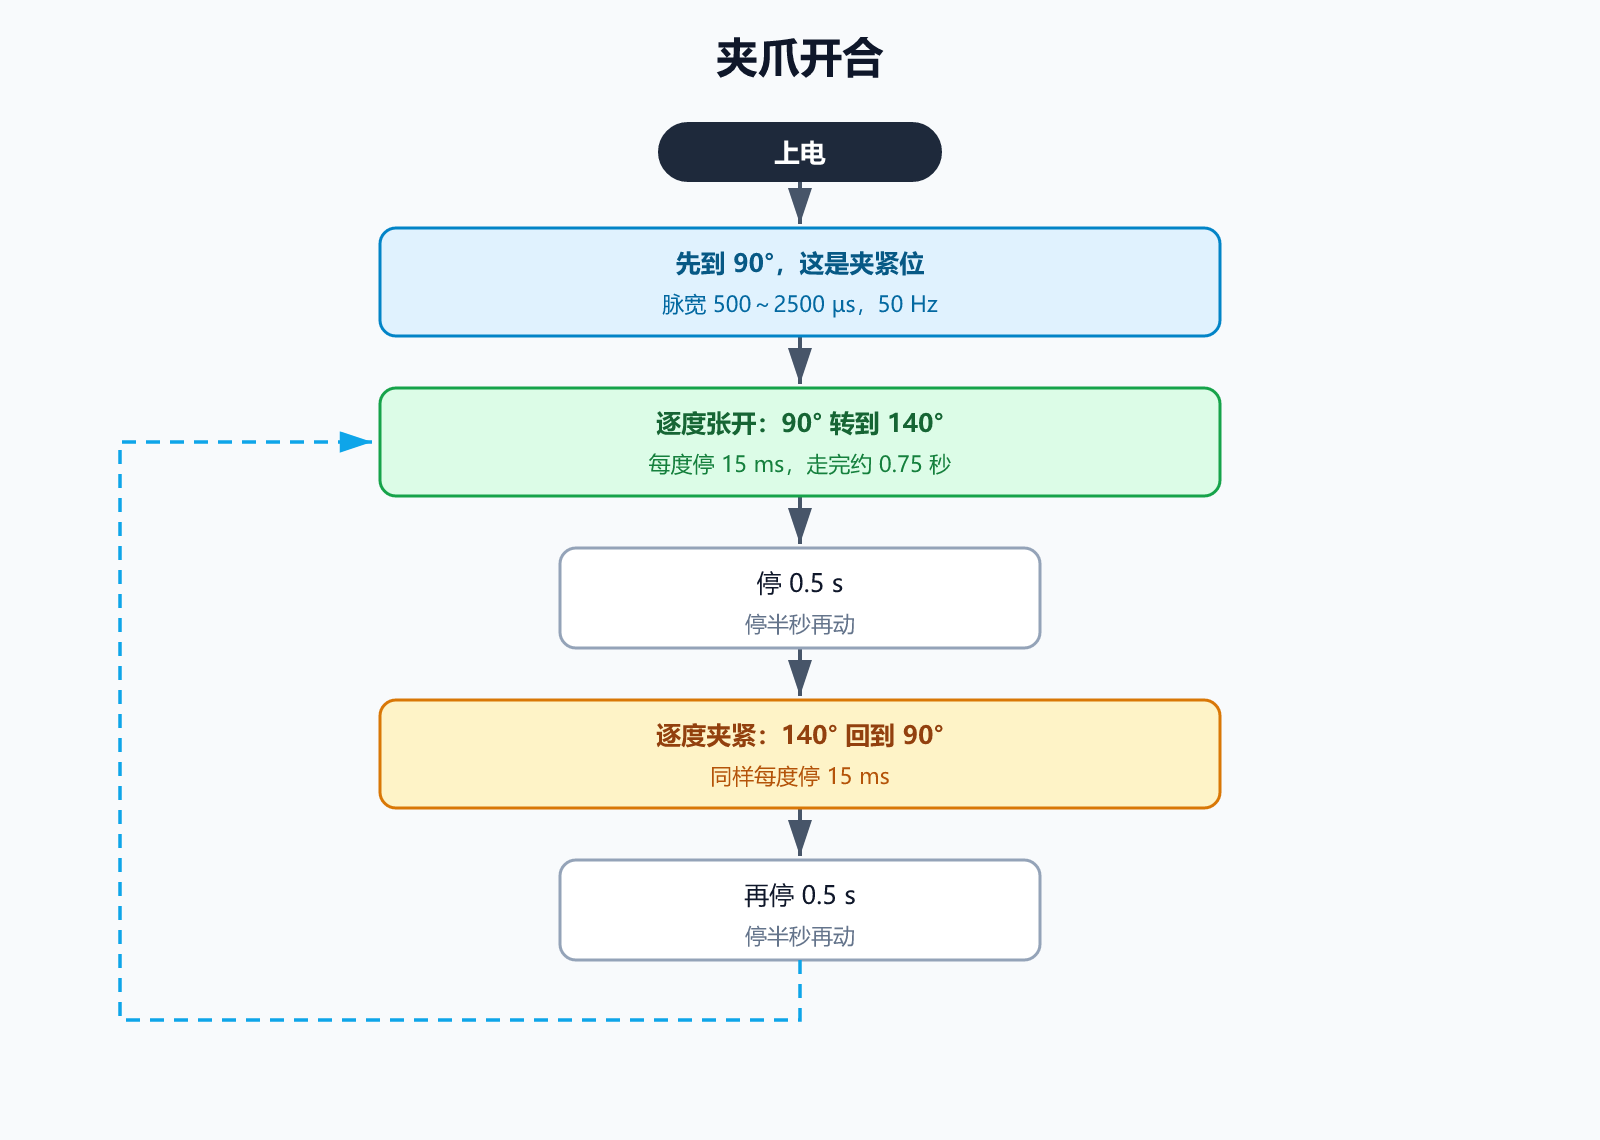 夹爪开合
上电
先到 90°，这是夹紧位
脉宽 500～2500 μs，50 Hz
逐度张开：90° 转到 140°
每度停 15 ms，走完约 0.75 秒
停 0.5 s
停半秒再动
逐度夹紧：140° 回到 90°
同样每度停 15 ms
再停 0.5 s
停半秒再动